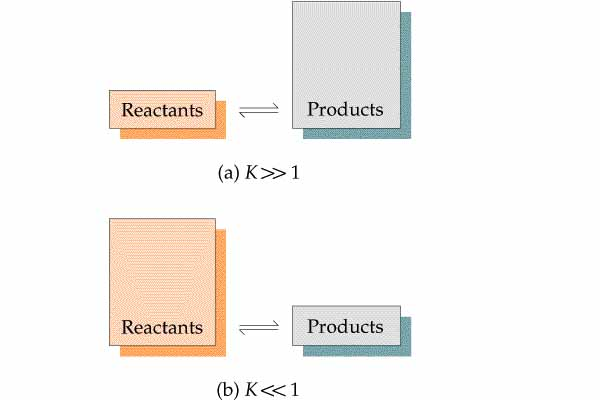 Reactants ⇌ Products
(a) K >> 1
Reactants ⇌ Products
(b) K << 1